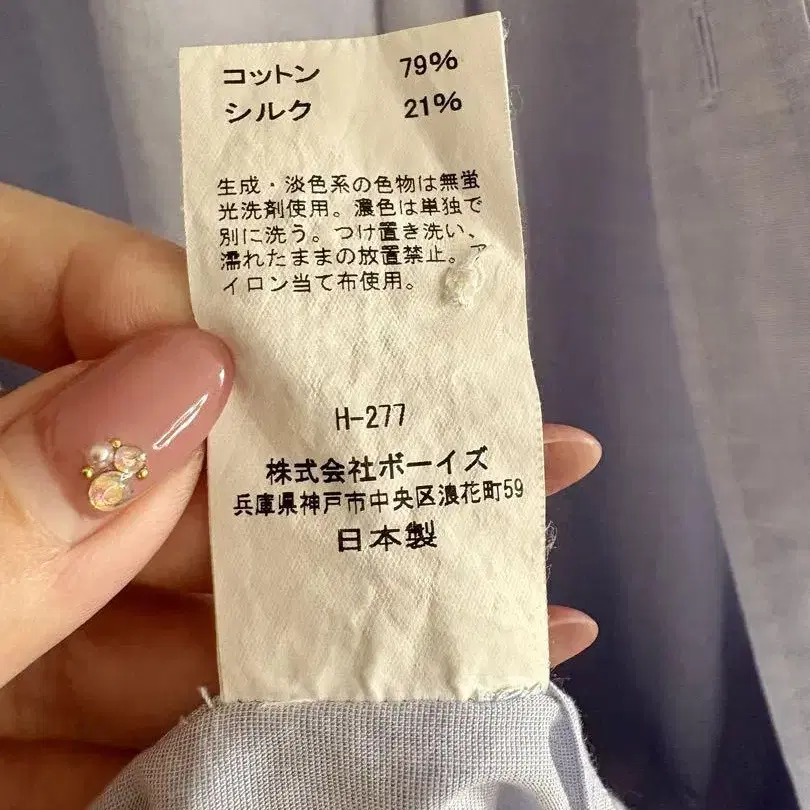 コットン 79%
シルク 21%
生成・淡色系の色物は無蛍
光洗剤使用。濃色は単独で
別に洗う。つけ置き洗い、
濡れたままの放置禁止。ア
イロン当て布使用。
H-277
株式会社ボーイズ
兵庫県神戸市中央区浪花町59
日本製